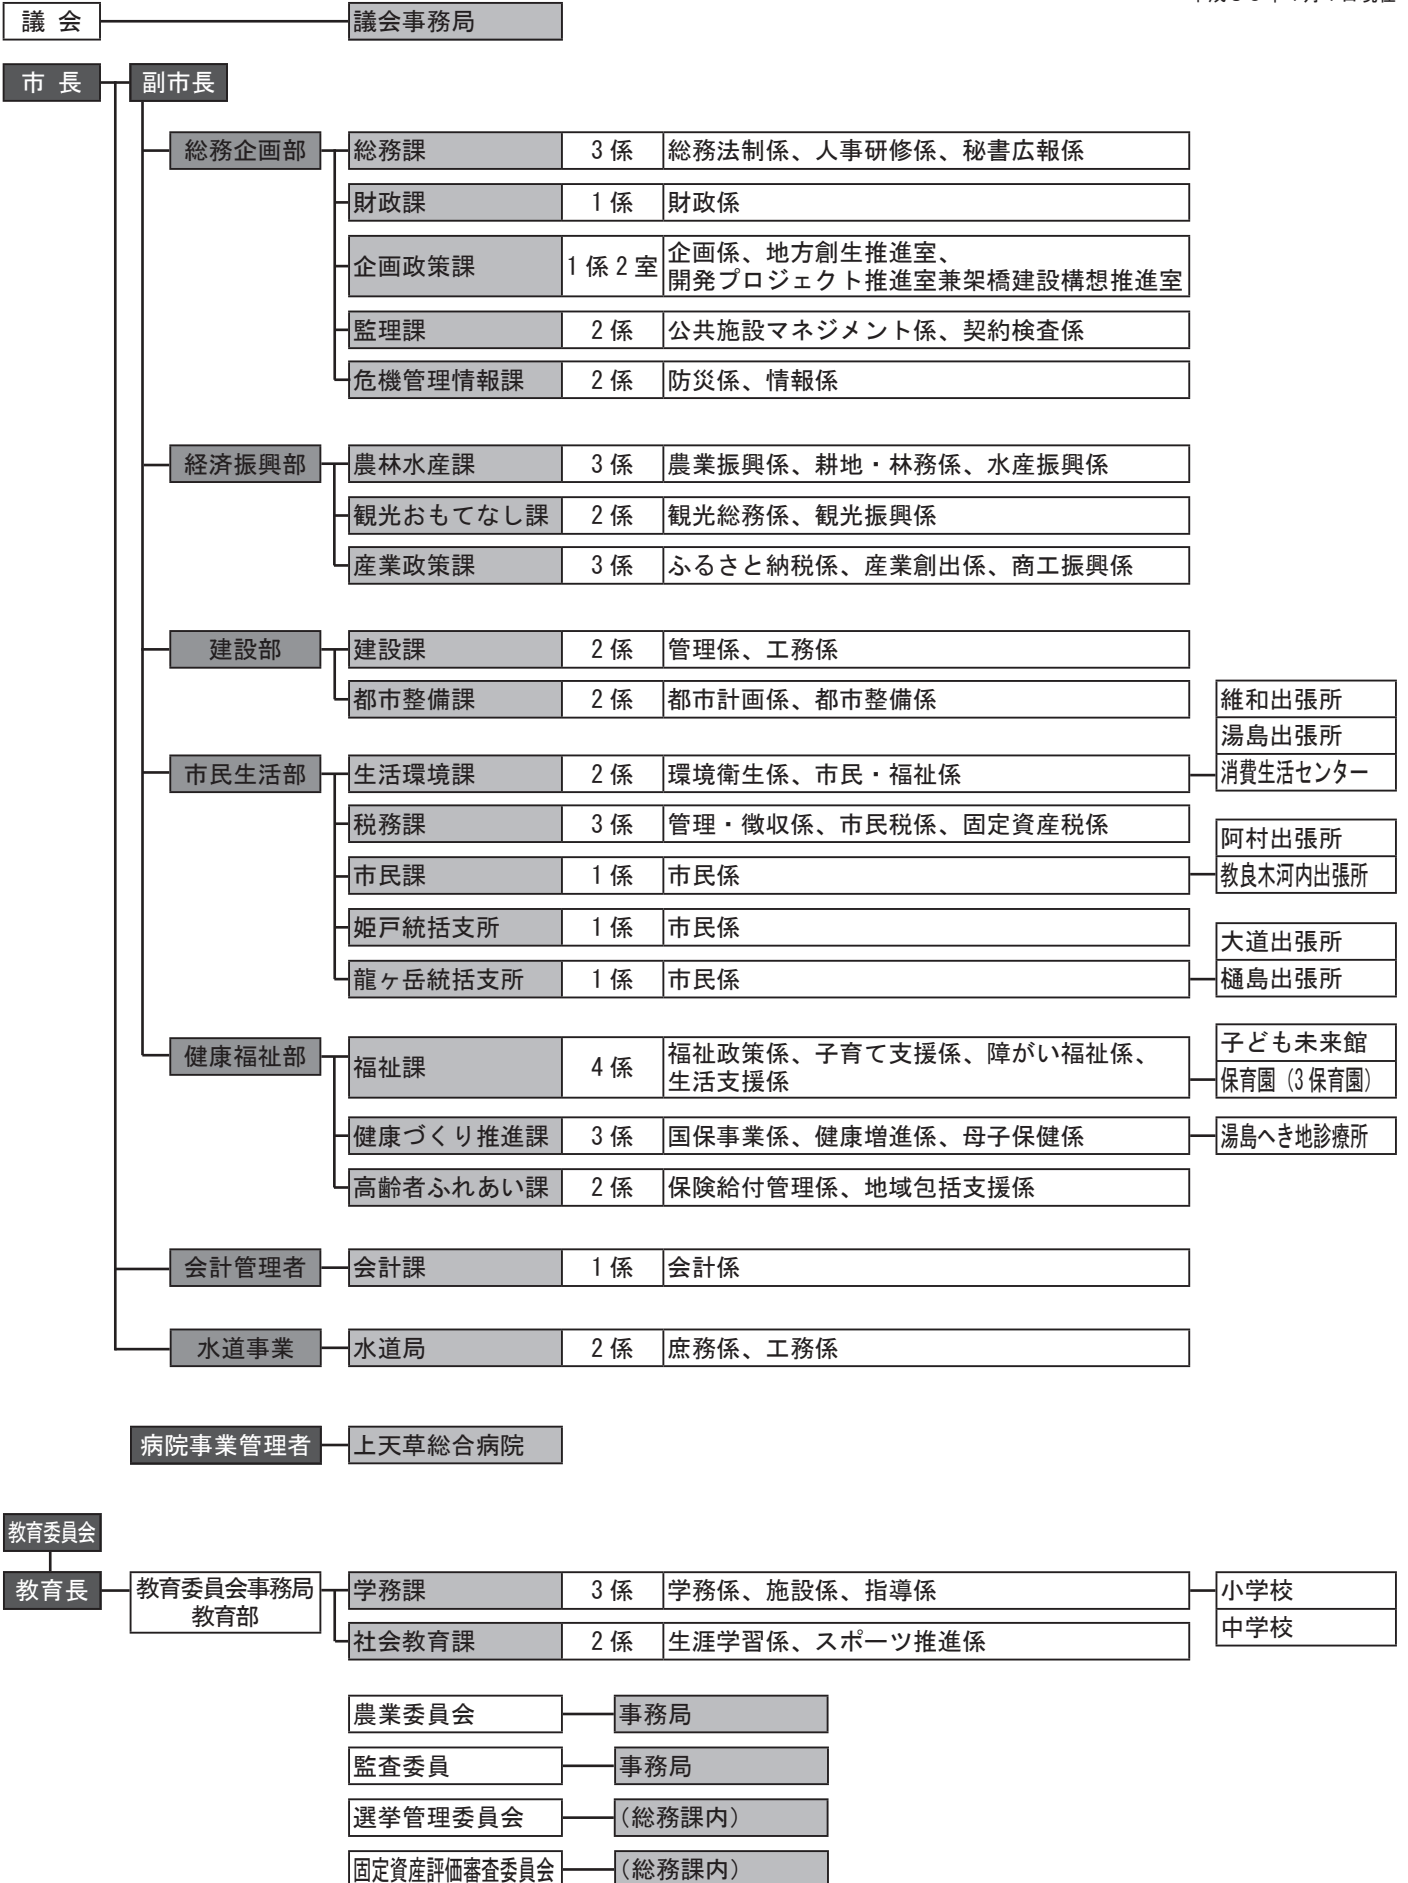 議 会
議会事務局
市 長
副市長
総務企画部
総務課
3 係
総務法制係、人事研修係、秘書広報係
財政課
1 係
財政係
企画政策課
1 係 2 室
企画係、地方創生推進室、
開発プロジェクト推進室兼架橋建設構想推進室
監理課
2 係
公共施設マネジメント係、契約検査係
危機管理情報課
2 係
防災係、情報係
経済振興部
農林水産課
3 係
農業振興係、耕地・林務係、水産振興係
観光おもてなし課
2 係
観光総務係、観光振興係
産業政策課
3 係
ふるさと納税係、産業創出係、商工振興係
建設部
建設課
2 係
管理係、工務係
都市整備課
2 係
都市計画係、都市整備係
維和出張所
湯島出張所
市民生活部
生活環境課
2 係
環境衛生係、市民・福祉係
消費生活センター
税務課
3 係
管理・徴収係、市民税係、固定資産税係
阿村出張所
市民課
1 係
市民係
教良木河内出張所
姫戸統括支所
1 係
市民係
大道出張所
龍ヶ岳統括支所
1 係
市民係
樋島出張所
健康福祉部
福祉課
4 係
福祉政策係、子育て支援係、障がい福祉係、
生活支援係
子ども未来館
保育園（3 保育園）
健康づくり推進課
3 係
国保事業係、健康増進係、母子保健係
湯島へき地診療所
高齢者ふれあい課
2 係
保険給付管理係、地域包括支援係
会計管理者
会計課
1 係
会計係
水道事業
水道局
2 係
庶務係、工務係
病院事業管理者
上天草総合病院
教育委員会
教育長
教育委員会事務局
教育部
学務課
3 係
学務係、施設係、指導係
小学校
中学校
社会教育課
2 係
生涯学習係、スポーツ推進係
農業委員会
事務局
監査委員
事務局
選挙管理委員会
（総務課内）
固定資産評価審査委員会
（総務課内）